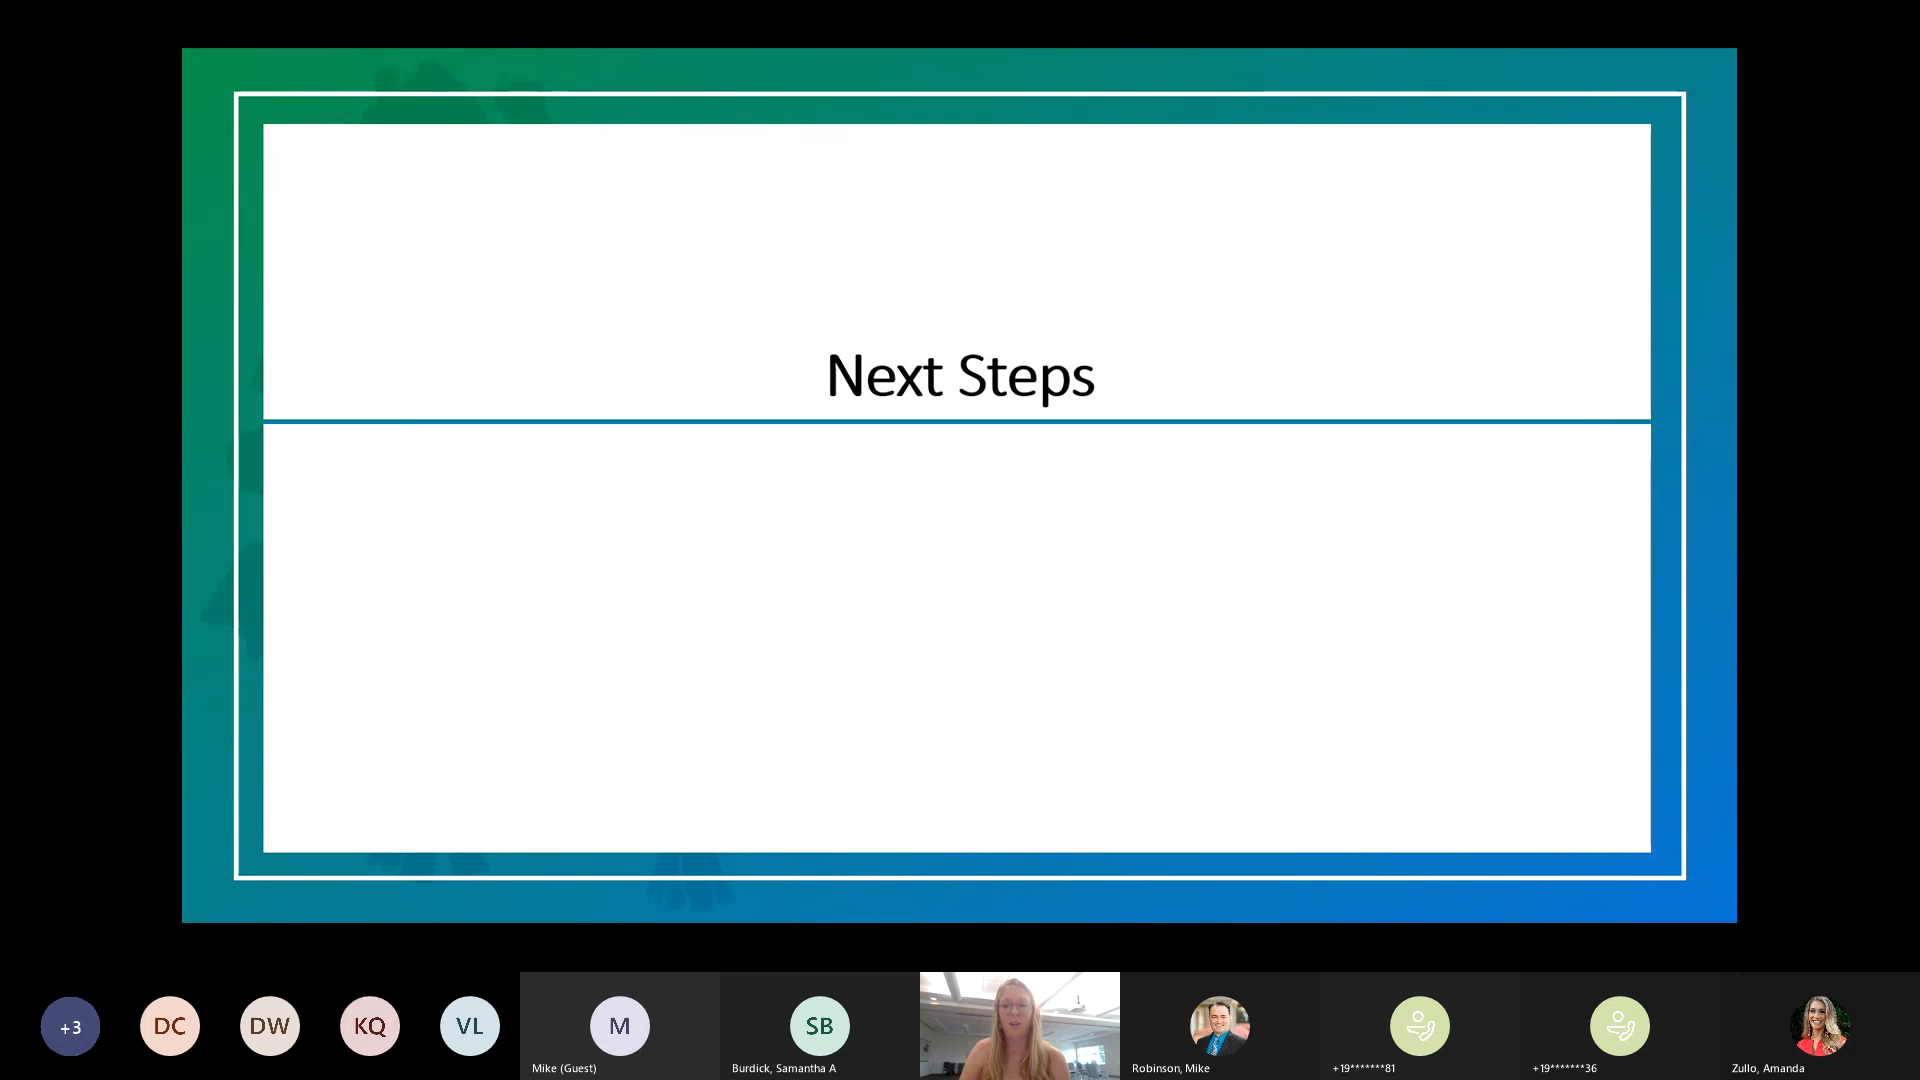 Next Steps
+3
DC
DW
KQ
VL
M
SB
Mike (Guest)
Burdick, Samantha A
Robinson, Mike
+19*******81
+19*******36
Zullo, Amanda